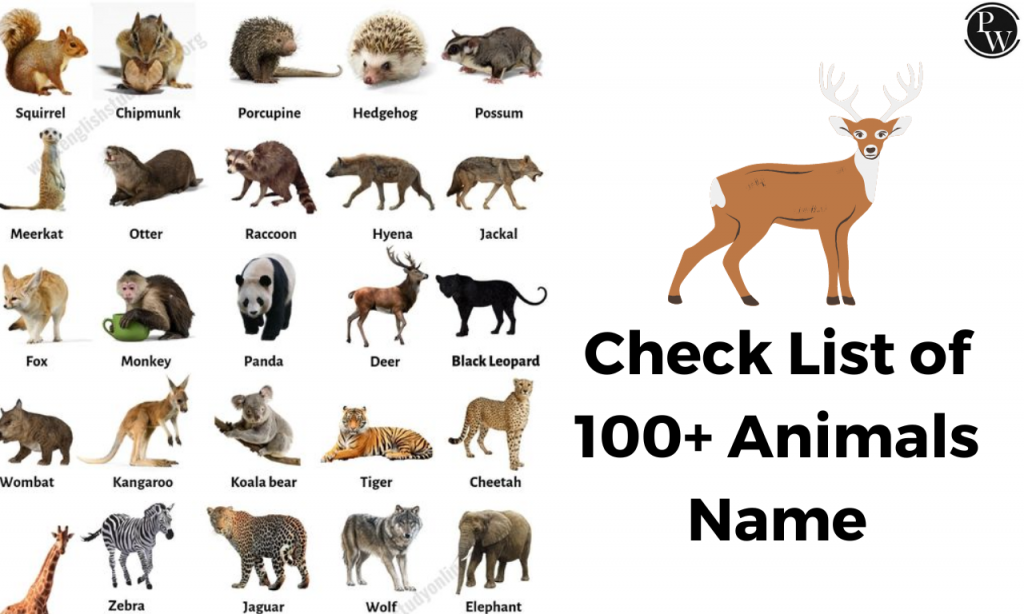 PW
Squirrel Chipmunk Porcupine Hedgehog Possum
Meerkat Otter Raccoon Hyena Jackal
Fox Monkey Panda Deer Black Leopard
Wombat Kangaroo Koala bear Tiger Cheetah
Zebra Jaguar Wolf Elephant
Check List of
100+ Animals
Name